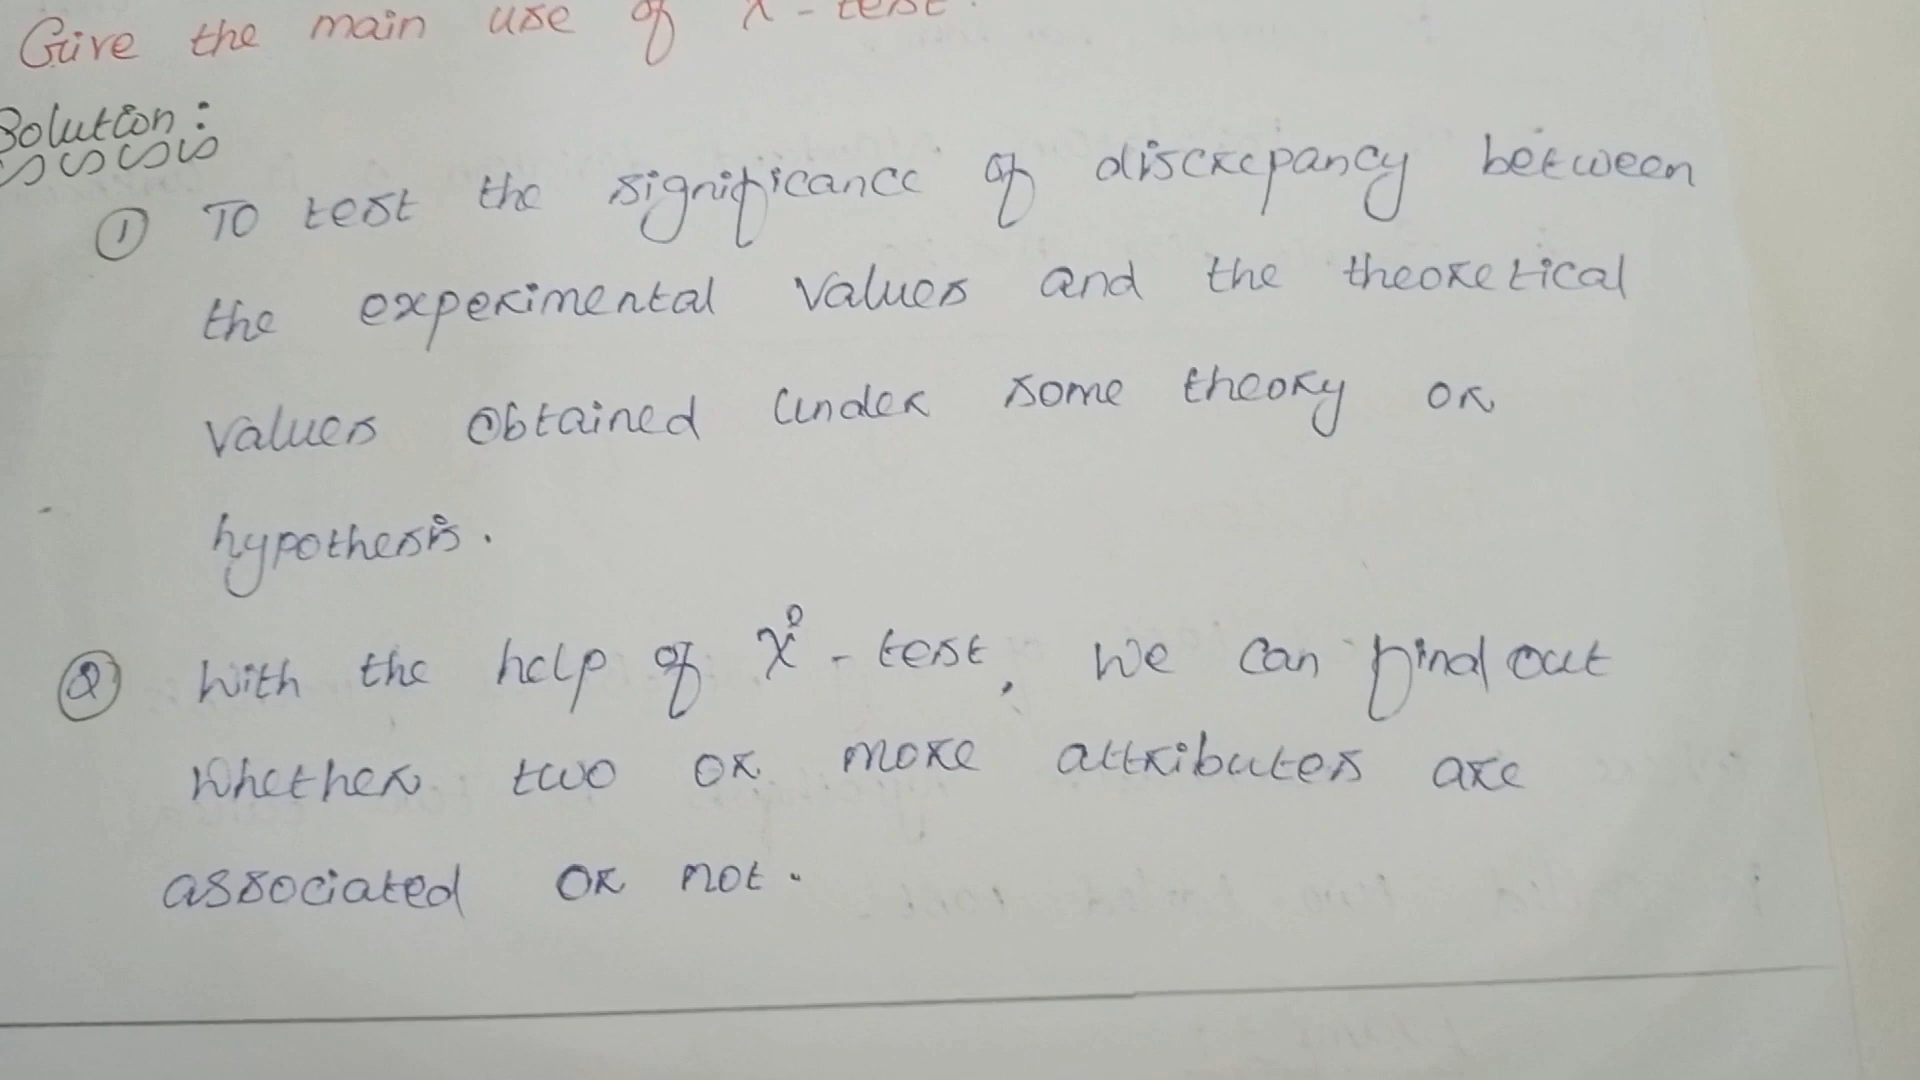 Give the main use of χ - test.
Solution:
① To test the significance of discrepancy between
the experimental values and the theoretical
values obtained under some theory or
hypothesis.
② With the help of χ² - test, we can find out
whether two or more attributes are
associated or not.